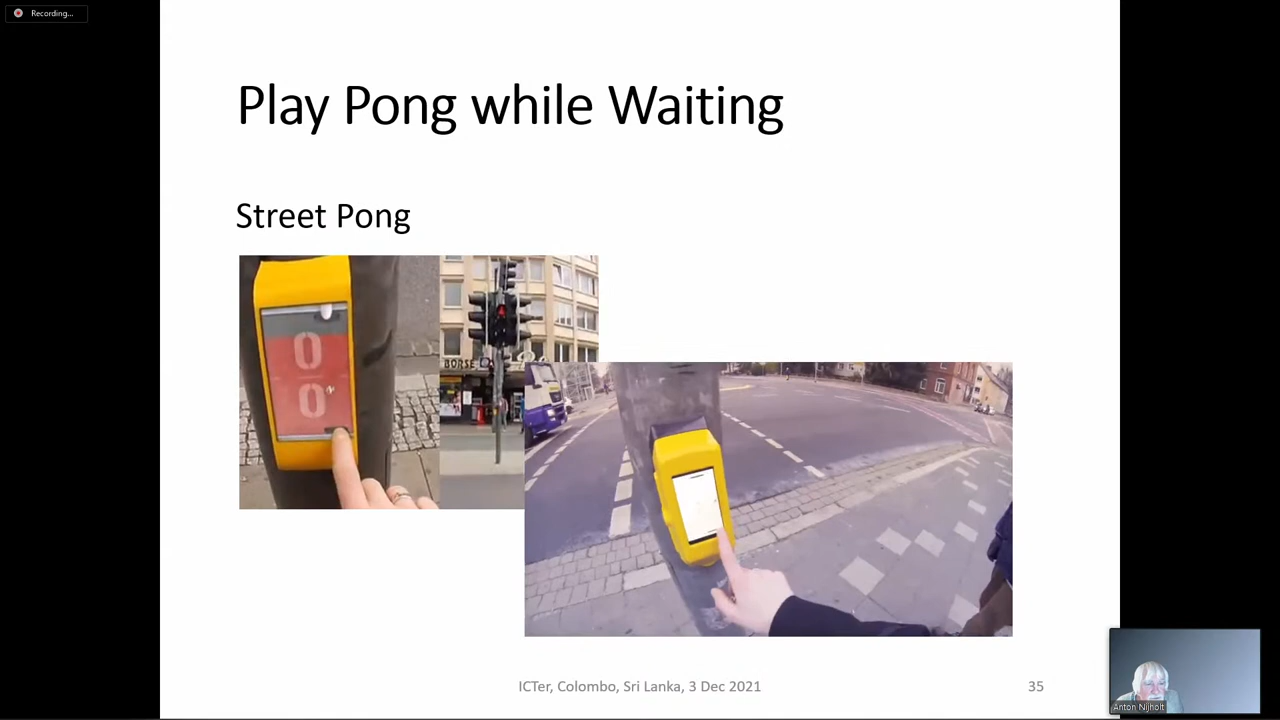 Recording...
Play Pong while Waiting
Street Pong
0
0
BÖRSE
ICTer, Colombo, Sri Lanka, 3 Dec 2021
35
Anton Nijholt